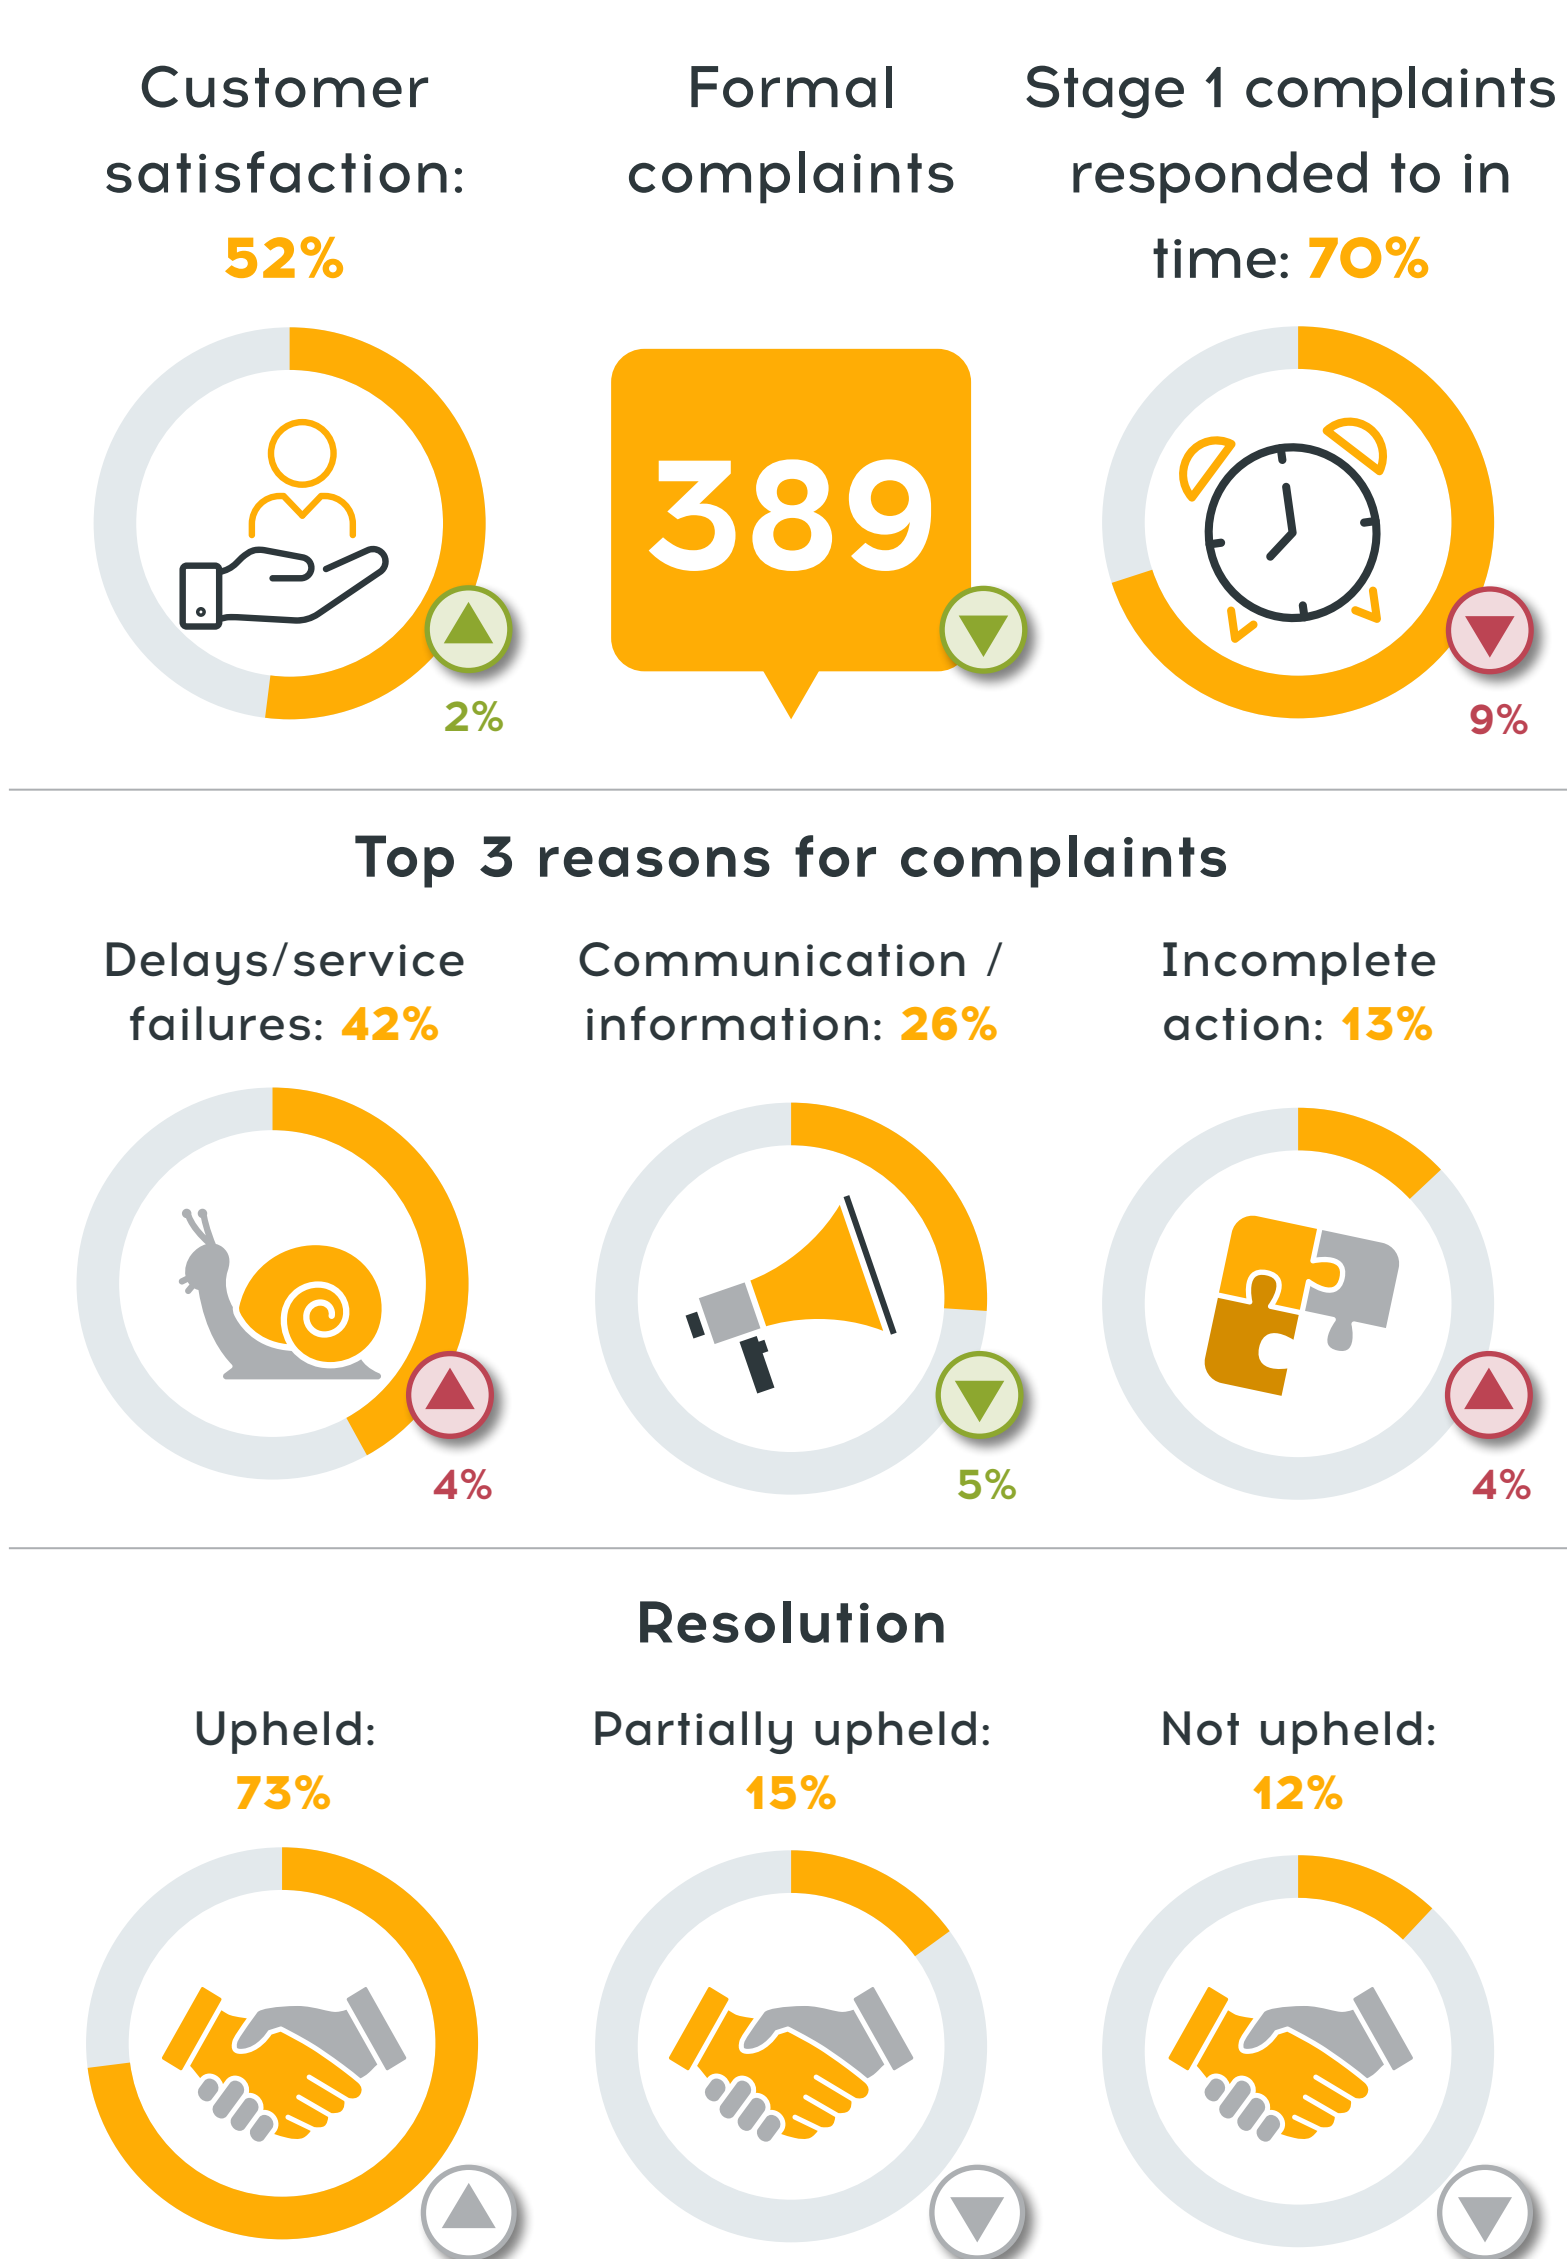 Customer
satisfaction:
52%
2%
Formal
complaints
389
Stage 1 complaints
responded to in
time: 70%
9%
Top 3 reasons for complaints
Delays/service
failures: 42%
4%
Communication /
information: 26%
5%
Incomplete
action: 13%
4%
Resolution
Upheld:
73%
Partially upheld:
15%
Not upheld:
12%